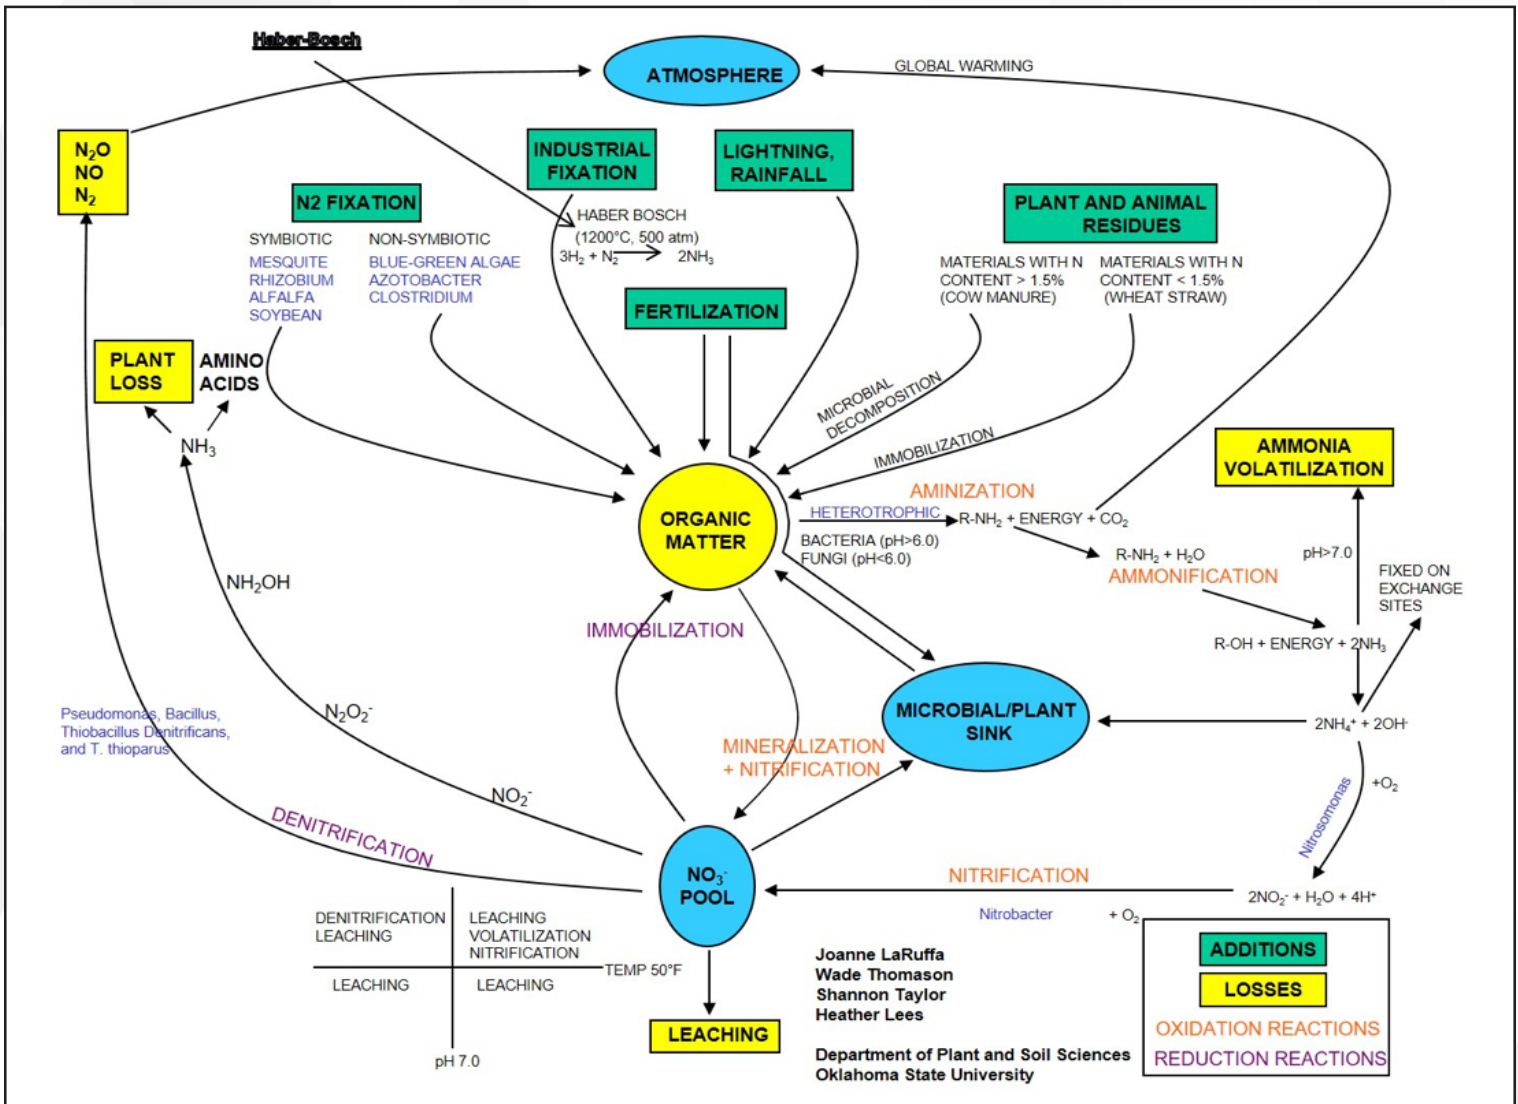 Haber-Bosch
ATMOSPHERE
GLOBAL WARMING
N₂O
NO
N₂
INDUSTRIAL
FIXATION
LIGHTNING,
RAINFALL
N2 FIXATION
PLANT AND ANIMAL
RESIDUES
SYMBIOTIC
MESQUITE
RHIZOBIUM
ALFALFA
SOYBEAN
NON-SYMBIOTIC
BLUE-GREEN ALGAE
AZOTOBACTER
CLOSTRIDIUM
HABER BOSCH
(1200°C, 500 atm)
3H₂ + N₂ 2NH₃
MATERIALS WITH N
CONTENT > 1.5%
(COW MANURE)
MATERIALS WITH N
CONTENT < 1.5%
(WHEAT STRAW)
FERTILIZATION
PLANT
LOSS
AMINO
ACIDS
NH₃
MICROBIAL
DECOMPOSITION
IMMOBILIZATION
AMMONIA
VOLATILIZATION
ORGANIC
MATTER
AMINIZATION
HETEROTROPHIC
R-NH₂ + ENERGY + CO₂
BACTERIA (pH>6.0)
FUNGI (pH<6.0)
R-NH₂ + H₂O
AMMONIFICATION
pH>7.0
FIXED ON
EXCHANGE
SITES
R-OH + ENERGY + 2NH₃
NH₂OH
IMMOBILIZATION
MICROBIAL/PLANT
SINK
2NH₄⁺ + 2OH⁻
N₂O₂⁻
Pseudomonas, Bacillus,
Thiobacillus Denitrificans,
and T. thioparus
MINERALIZATION
+ NITRIFICATION
+O₂
Nitrosomonas
NO₂⁻
DENITRIFICATION
NO₃⁻
POOL
NITRIFICATION
2NO₂⁻ + H₂O + 4H⁺
Nitrobacter
+ O₂
DENITRIFICATION
LEACHING
LEACHING
VOLATILIZATION
NITRIFICATION
TEMP 50°F
LEACHING
LEACHING
pH 7.0
LEACHING
Joanne LaRuffa
Wade Thomason
Shannon Taylor
Heather Lees
Department of Plant and Soil Sciences
Oklahoma State University
ADDITIONS
LOSSES
OXIDATION REACTIONS
REDUCTION REACTIONS